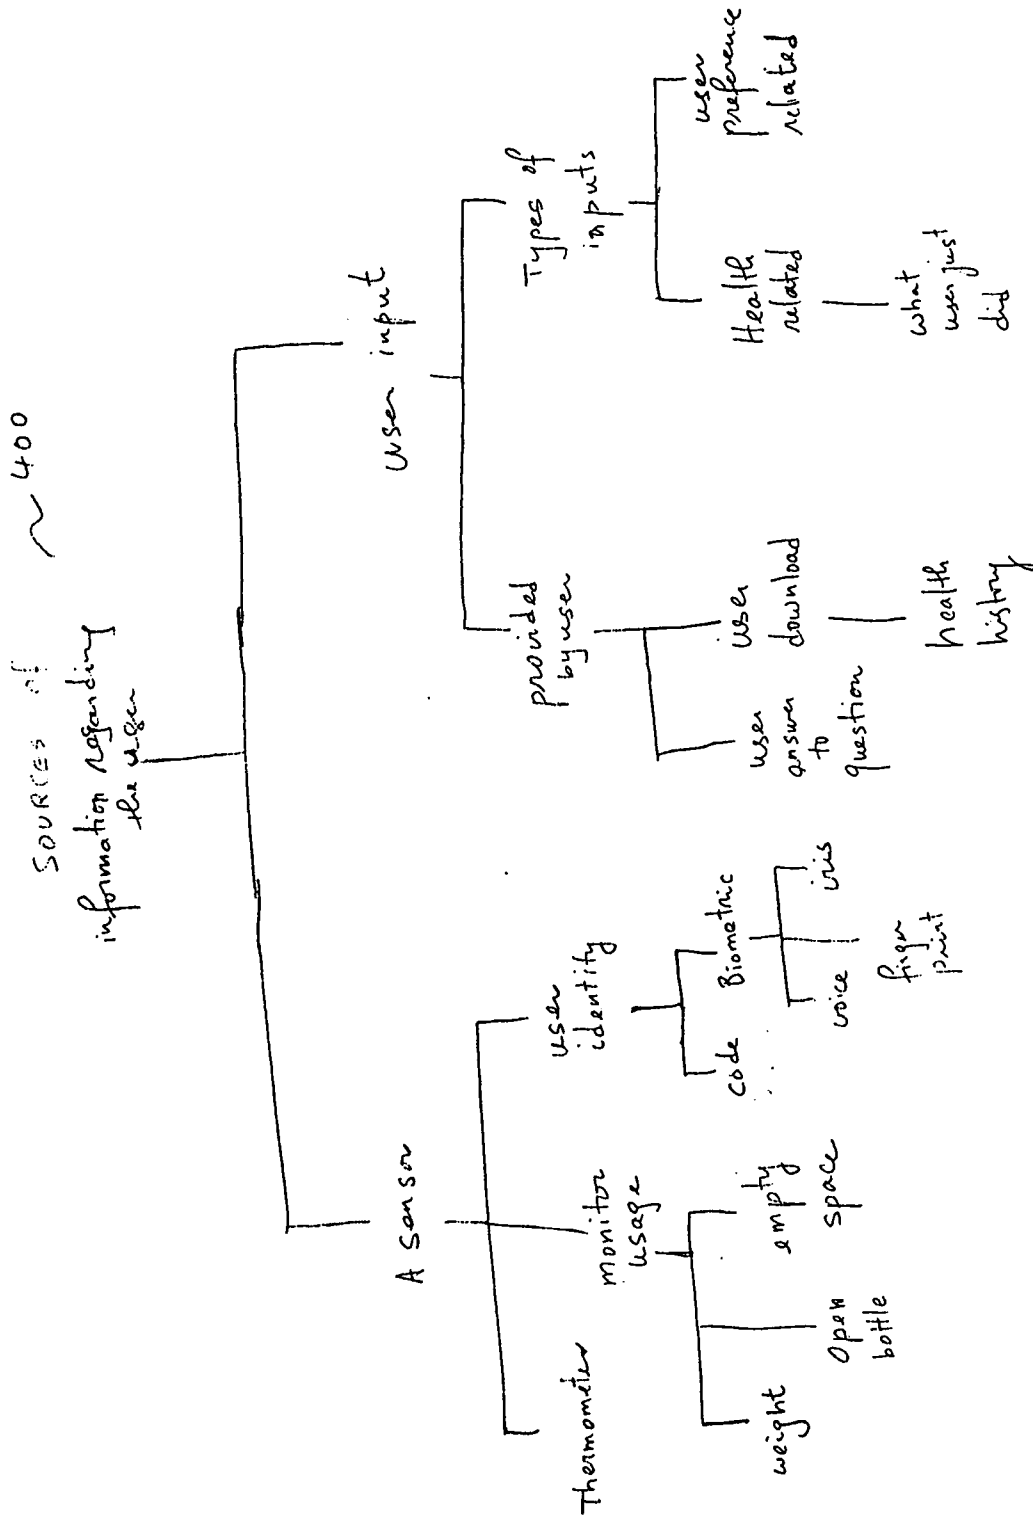 SOURCES of
~ 400
information regarding
the user
A sensor
user input
Thermometer
monitor
usage
user
identity
provided
by user
Types of
inputs
weight
open
bottle
empty
space
code
Biometric
voice
finger
print
iris
user
answer
to
question
user
download
health
history
Health
related
what
user just
did
user
preference
related